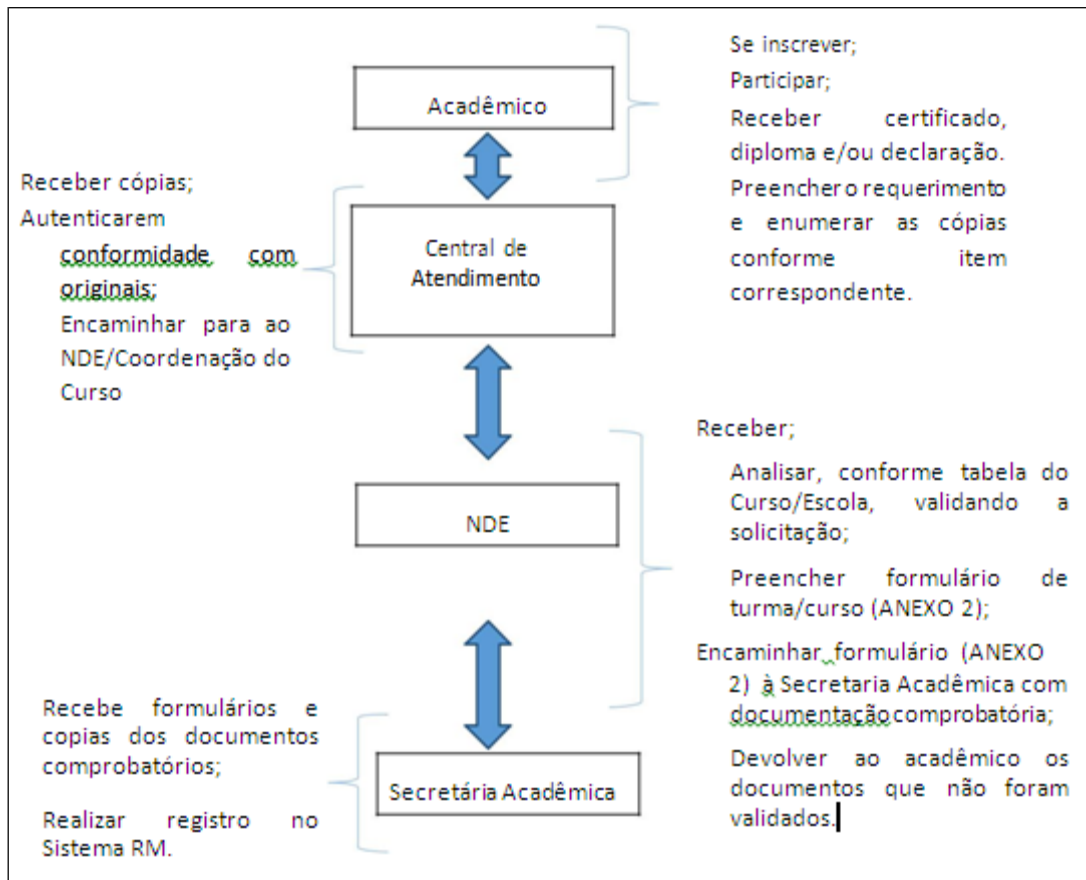 Acadêmico
Se inscrever;
Participar;
Receber certificado,
diploma e/ou declaração.
Preencher o requerimento
e enumerar as cópias
conforme item
correspondente.
Receber cópias;
Autenticarem
conformidade com
originais;
Encaminhar para ao
NDE/Coordenação do
Curso
Central de
Atendimento
NDE
Receber;
Analisar, conforme tabela do
Curso/Escola, validando a
solicitação;
Preencher formulário de
turma/curso (ANEXO 2);
Encaminhar formulário (ANEXO
2) à Secretaria Acadêmica com
documentação comprobatória;
Devolver ao acadêmico os
documentos que não foram
validados.
Recebe formulários e
copias dos documentos
comprobatórios;
Realizar registro no
Sistema RM.
Secretária Acadêmica